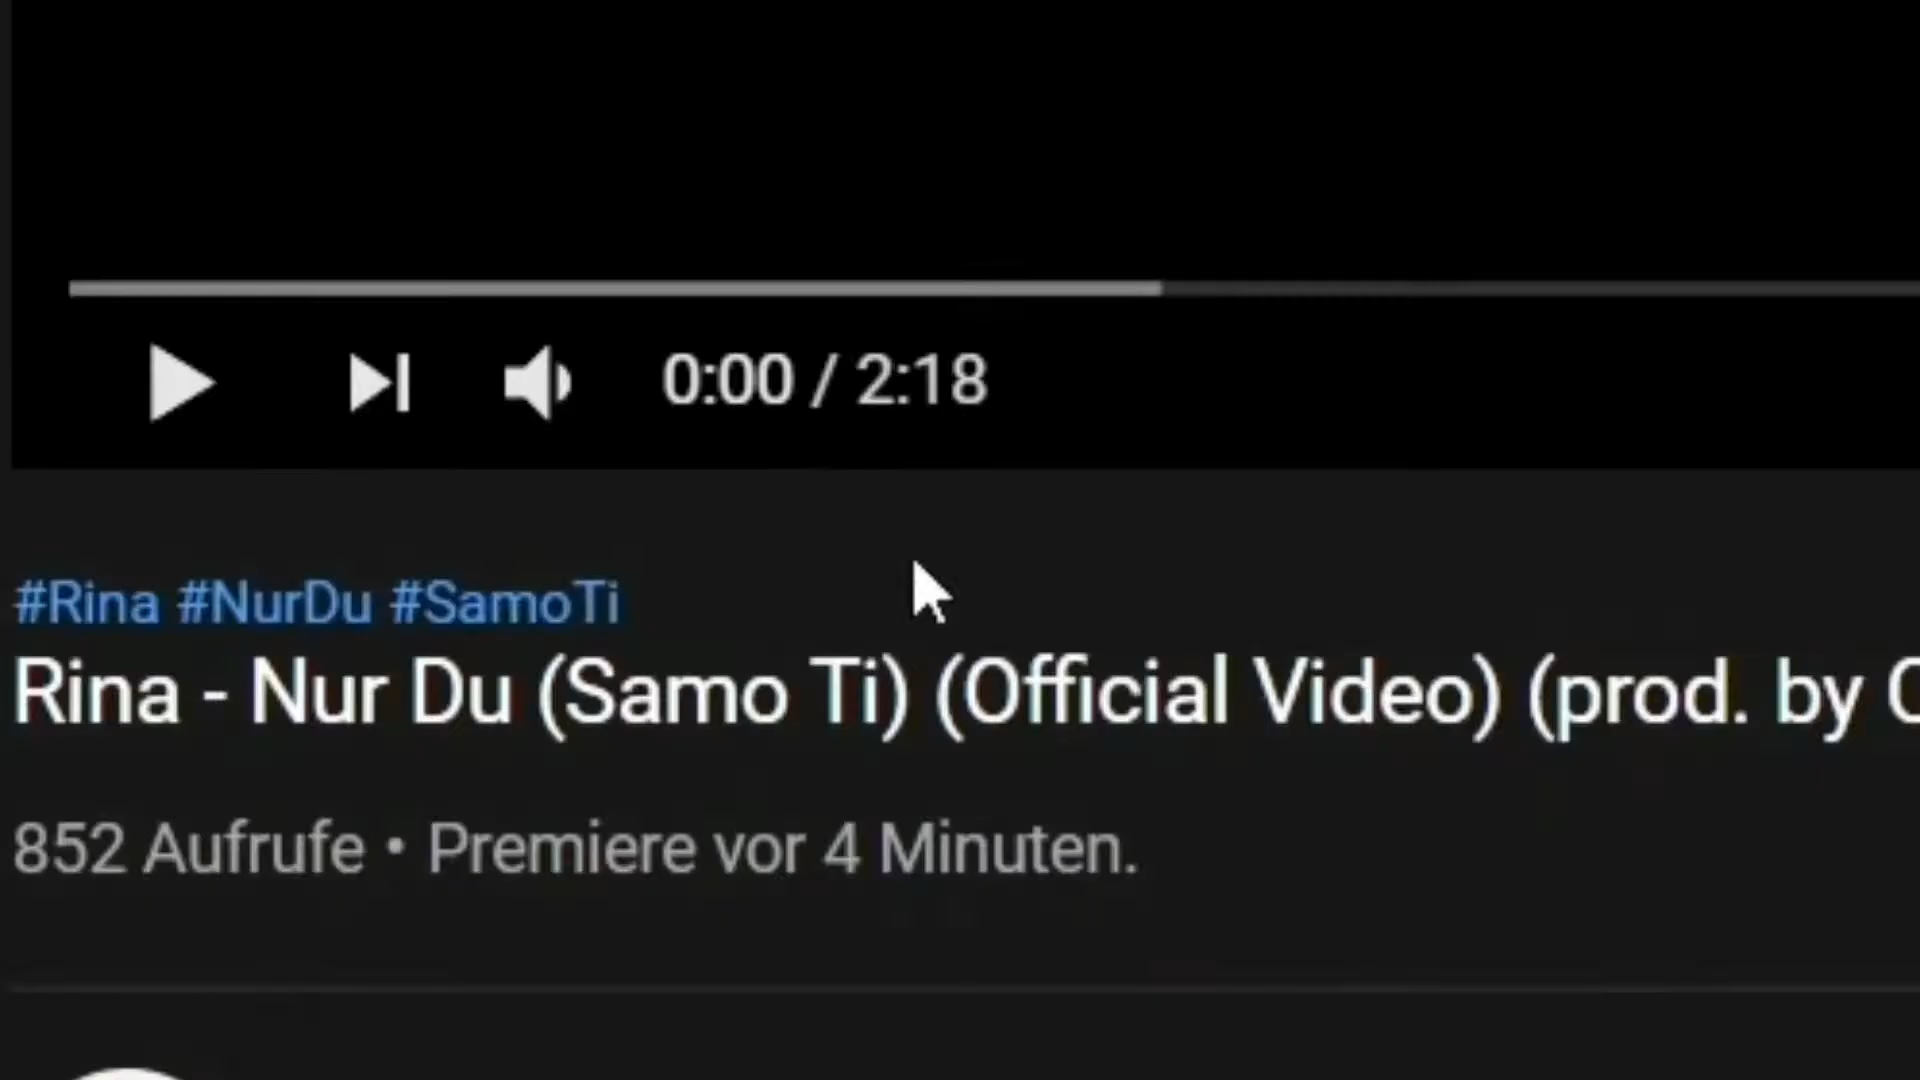 0:00 / 2:18
#Rina #NurDu #SamoTi
Rina - Nur Du (Samo Ti) (Official Video) (prod. by
852 Aufrufe • Premiere vor 4 Minuten.